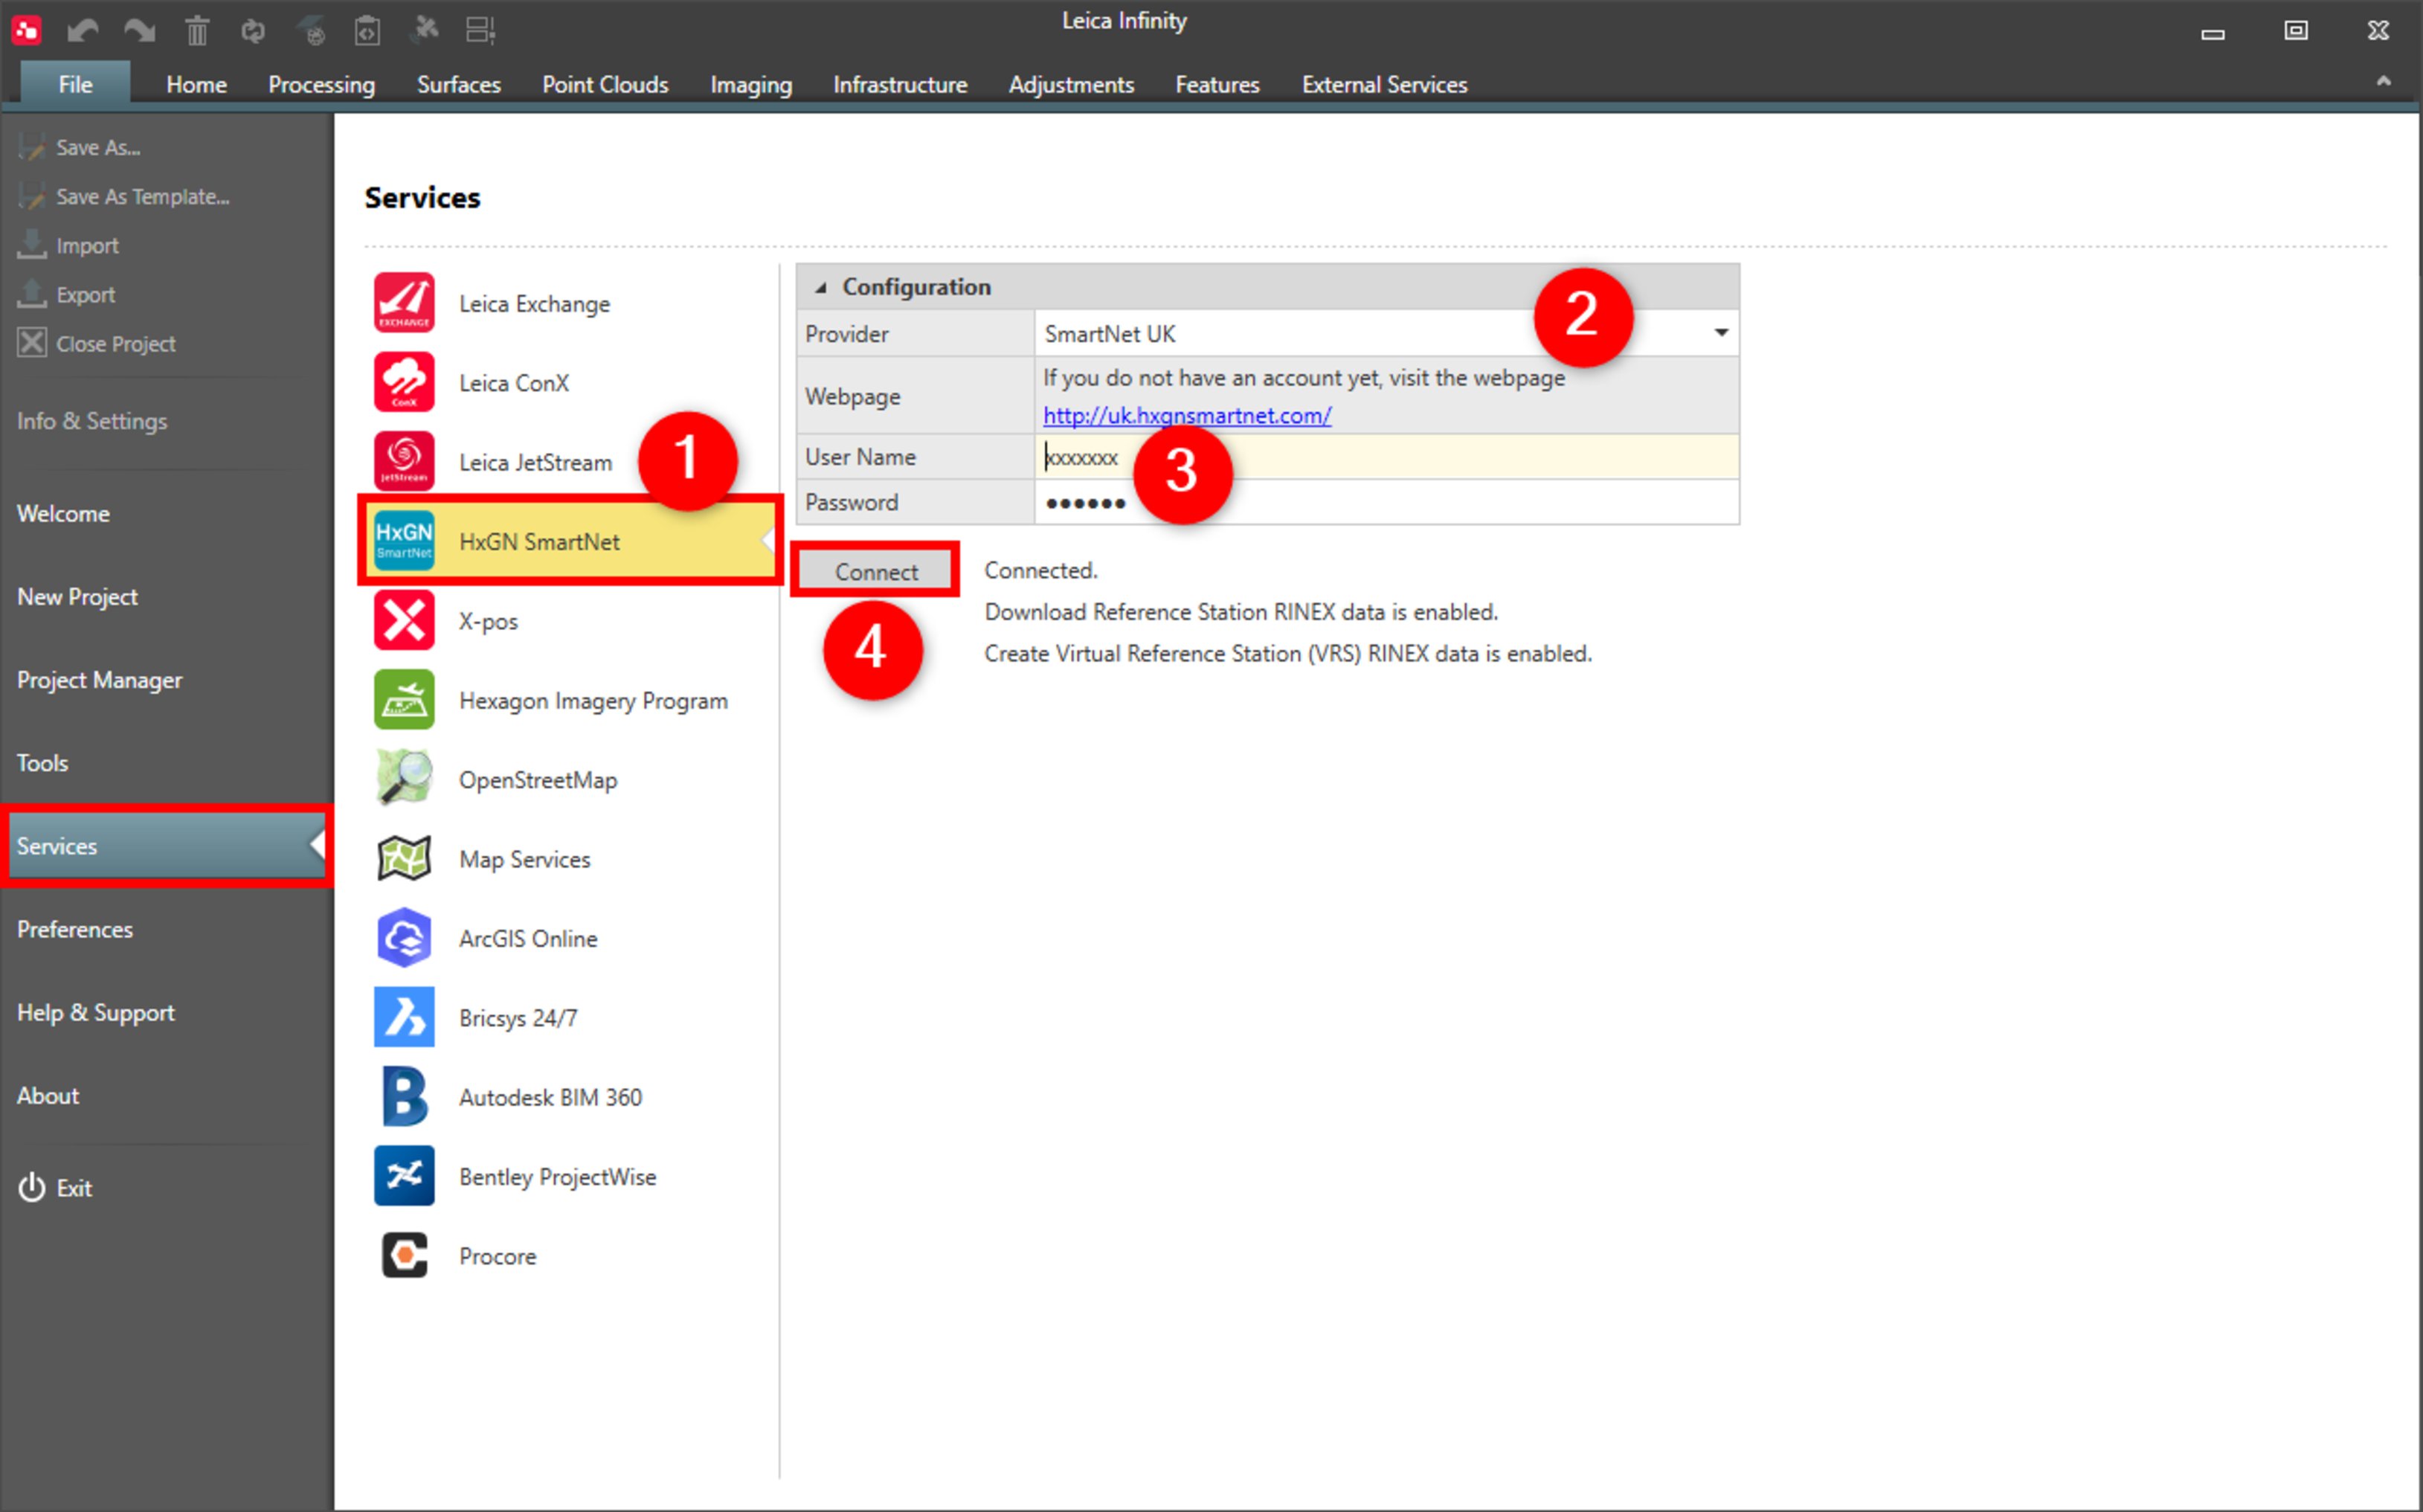 Leica Infinity
File Home Processing Surfaces Point Clouds Imaging Infrastructure Adjustments Features External Services
Save As...
Save As Template...
Import
Export
Close Project
Info & Settings
Welcome
New Project
Project Manager
Tools
Services
Preferences
Help & Support
About
Exit
Services
EXCHANGE Leica Exchange
ConX Leica ConX
JetStream Leica JetStream
1
HxGN SmartNet HxGN SmartNet
X-pos
Hexagon Imagery Program
OpenStreetMap
Map Services
ArcGIS Online
Bricsys 24/7
B Autodesk BIM 360
Bentley ProjectWise
Procore
Configuration
2
Provider SmartNet UK
Webpage If you do not have an account yet, visit the webpage
http://uk.hxgnsmartnet.com/
User Name xxxxxxx
3
Password ••••••
Connect Connected.
4
Download Reference Station RINEX data is enabled.
Create Virtual Reference Station (VRS) RINEX data is enabled.